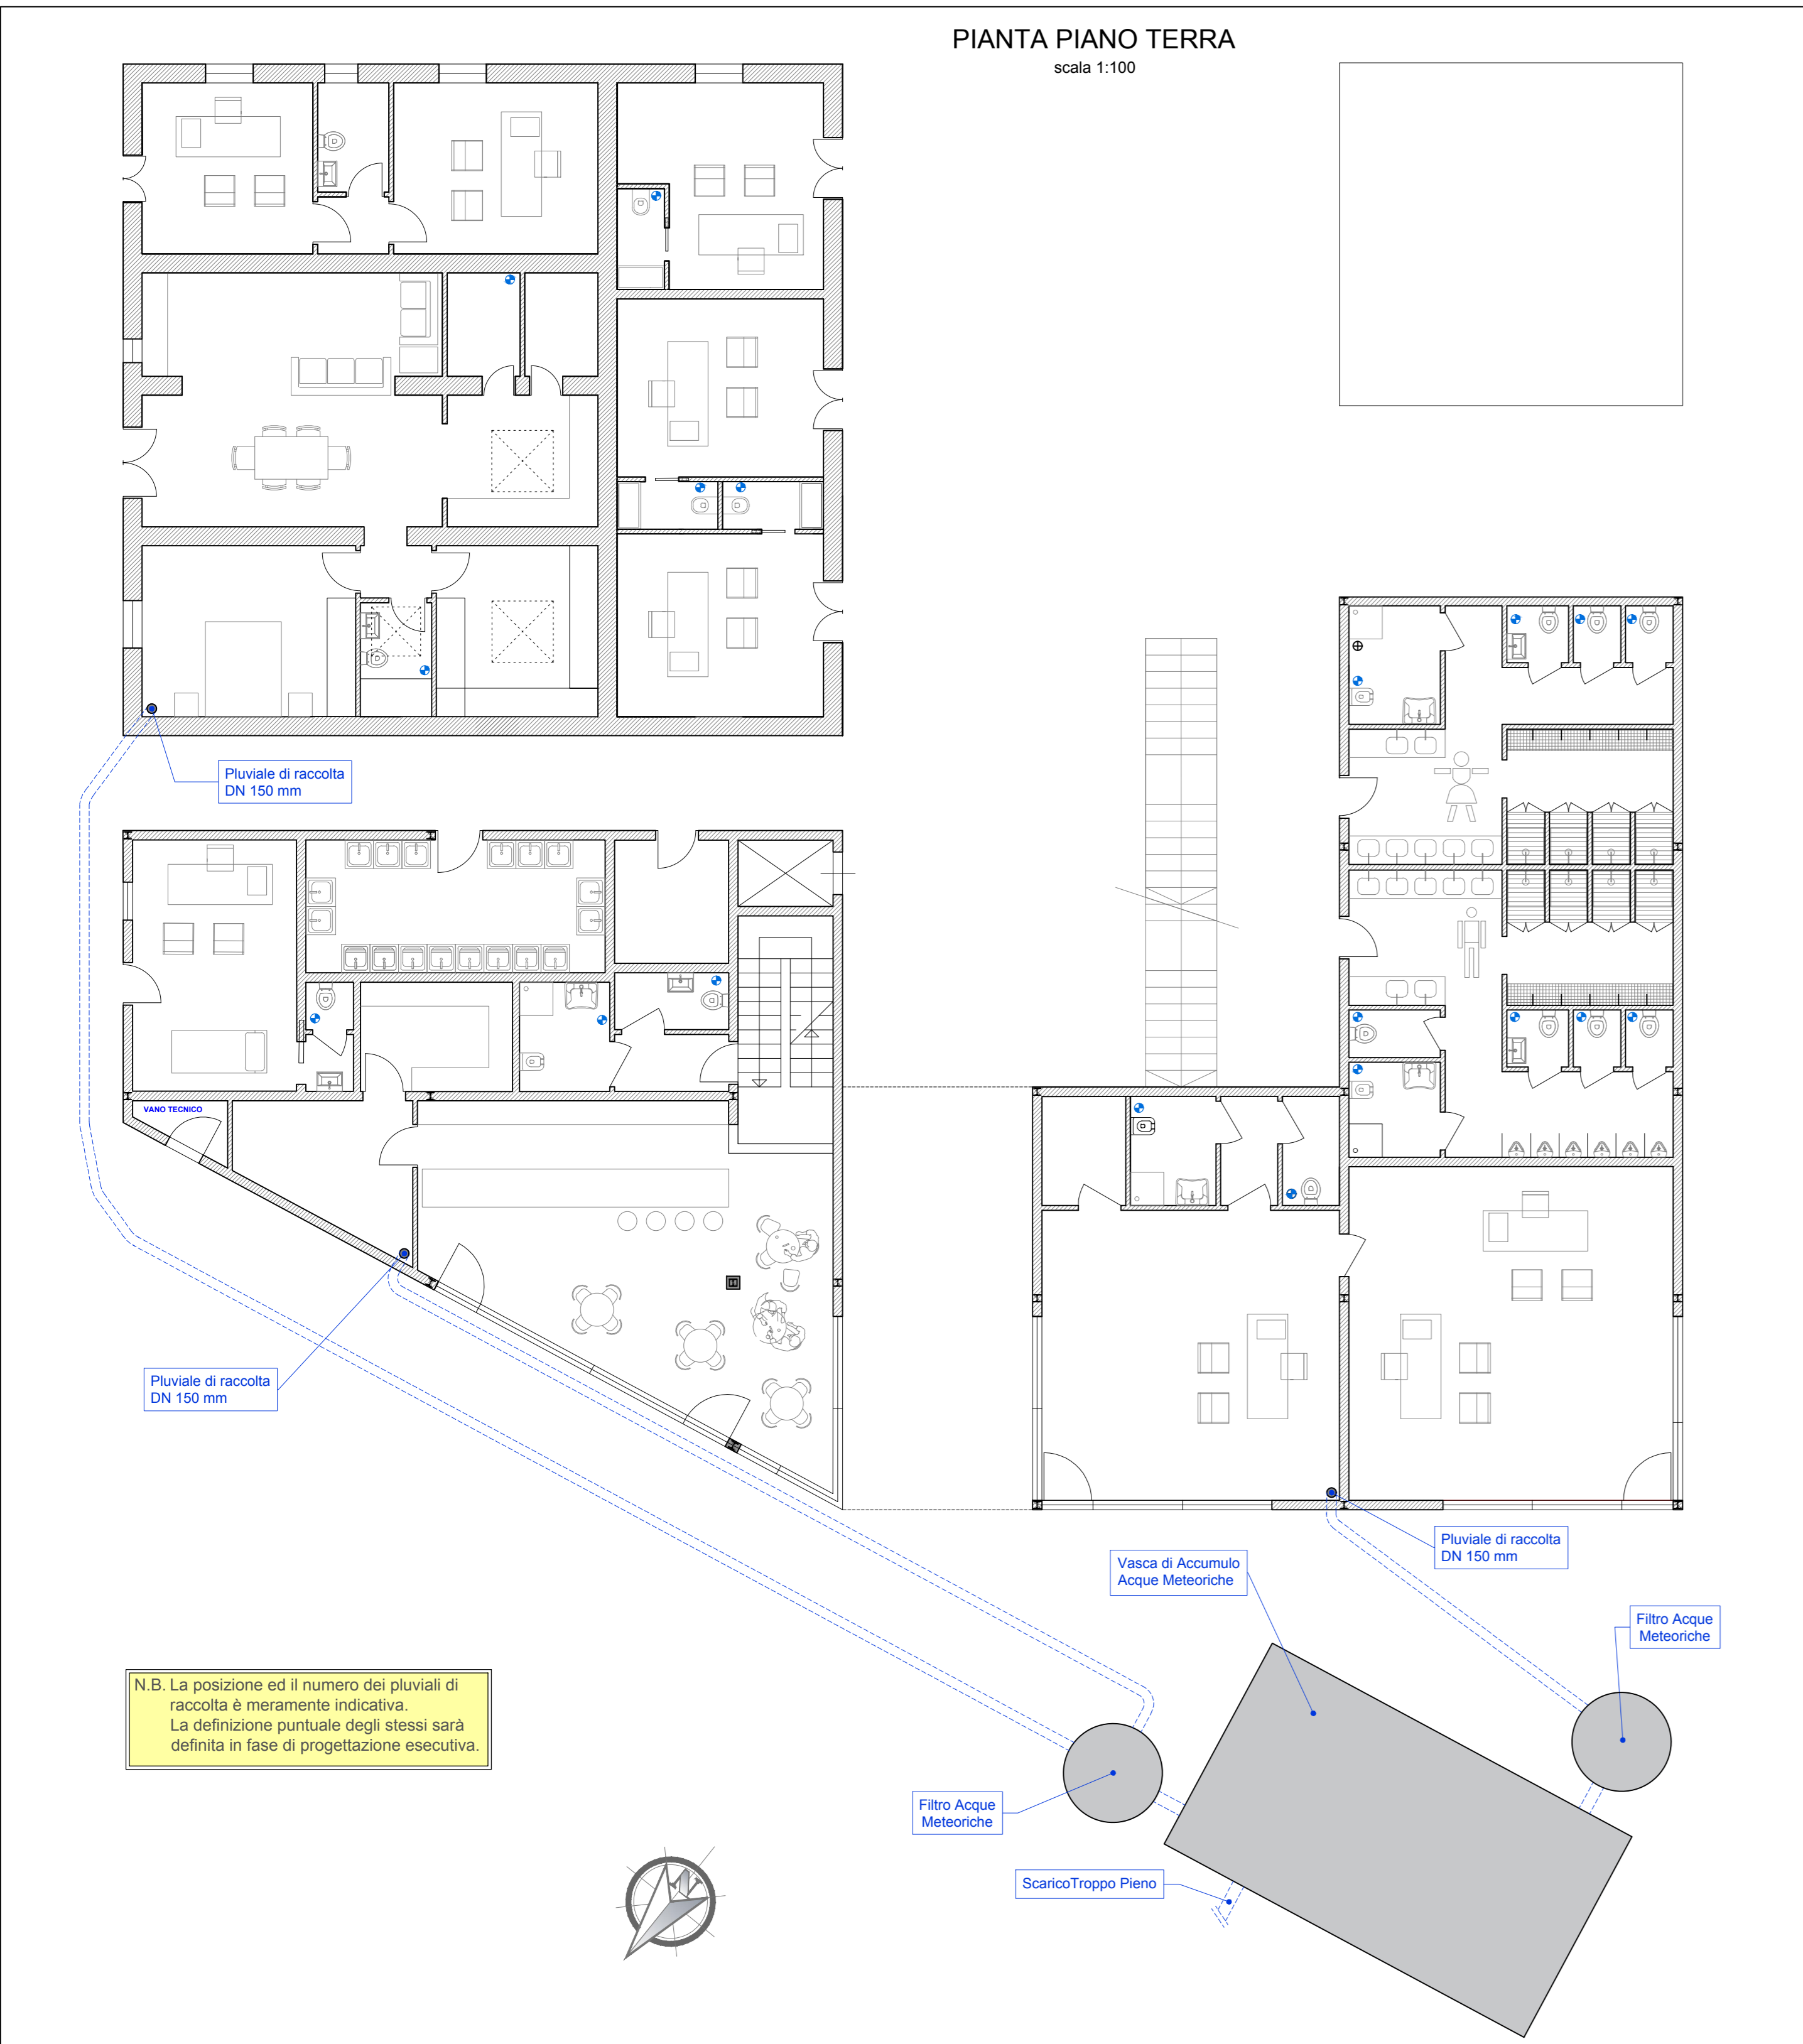 PIANTA PIANO TERRA
scala 1:100
Pluviale di raccolta
DN 150 mm
VANO TECNICO
Pluviale di raccolta
DN 150 mm
Pluviale di raccolta
DN 150 mm
Vasca di Accumulo
Acque Meteoriche
Filtro Acque
Meteoriche
N.B. La posizione ed il numero dei pluviali di
raccolta è meramente indicativa.
La definizione puntuale degli stessi sarà
definita in fase di progettazione esecutiva.
Filtro Acque
Meteoriche
ScaricoTroppo Pieno
N